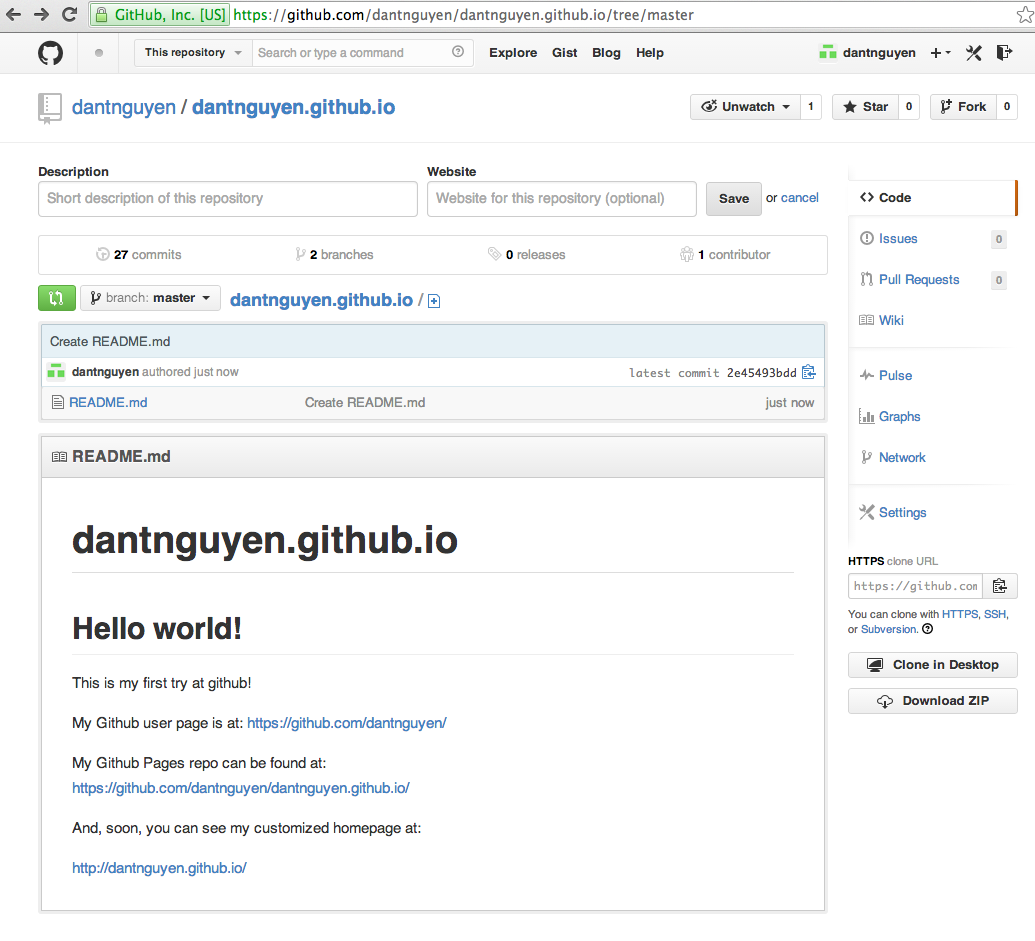 GitHub, Inc. [US] https://github.com/dantnguyen/dantnguyen.github.io/tree/master
This repository Search or type a command Explore Gist Blog Help dantnguyen
dantnguyen / dantnguyen.github.io Unwatch 1 Star 0 Fork 0
Description Website
Short description of this repository Website for this repository (optional) Save or cancel
27 commits 2 branches 0 releases 1 contributor
branch: master dantnguyen.github.io /
Create README.md
dantnguyen authored just now latest commit 2e45493bdd
README.md Create README.md just now
README.md
dantnguyen.github.io
Hello world!
This is my first try at github!
My Github user page is at: https://github.com/dantnguyen/
My Github Pages repo can be found at:
https://github.com/dantnguyen/dantnguyen.github.io/
And, soon, you can see my customized homepage at:
http://dantnguyen.github.io/
Code
Issues 0
Pull Requests 0
Wiki
Pulse
Graphs
Network
Settings
HTTPS clone URL
https://github.com
You can clone with HTTPS, SSH,
or Subversion.
Clone in Desktop
Download ZIP